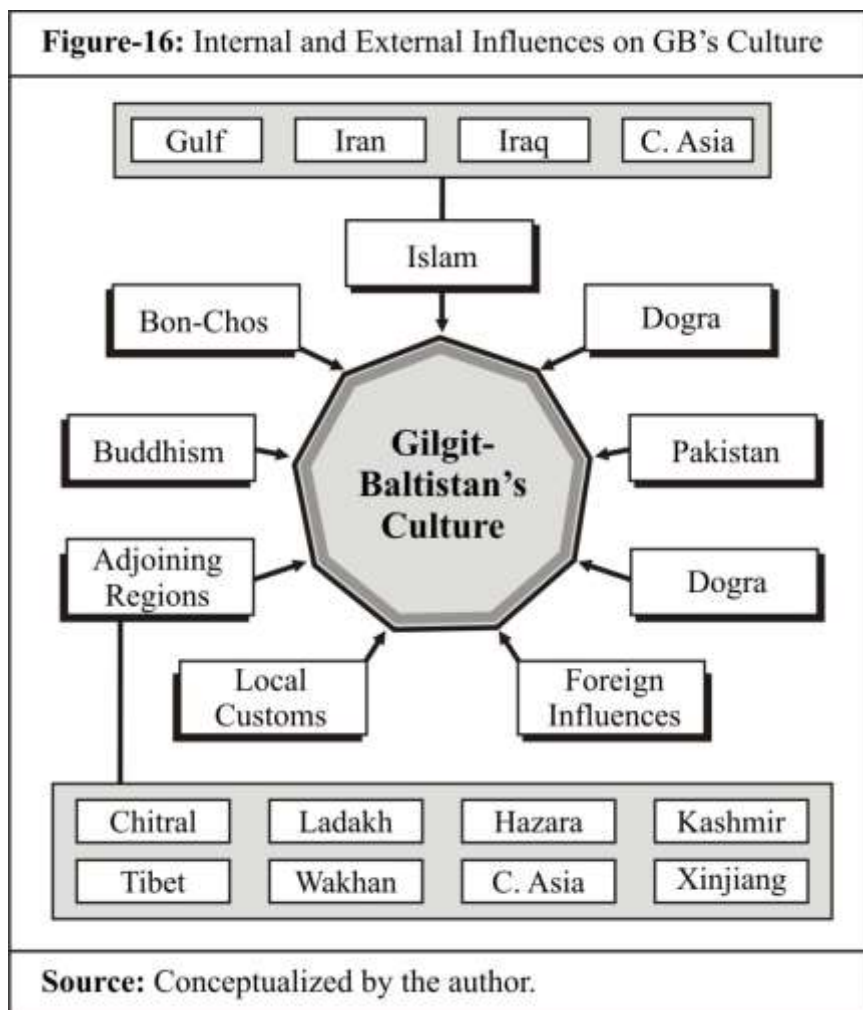 Figure-16: Internal and External Influences on GB's Culture
Gulf
Iran
Iraq
C. Asia
Islam
Bon-Chos
Dogra
Buddhism
Gilgit-
Baltistan's
Culture
Pakistan
Adjoining
Regions
Dogra
Local
Customs
Foreign
Influences
Chitral
Ladakh
Hazara
Kashmir
Tibet
Wakhan
C. Asia
Xinjiang
Source: Conceptualized by the author.